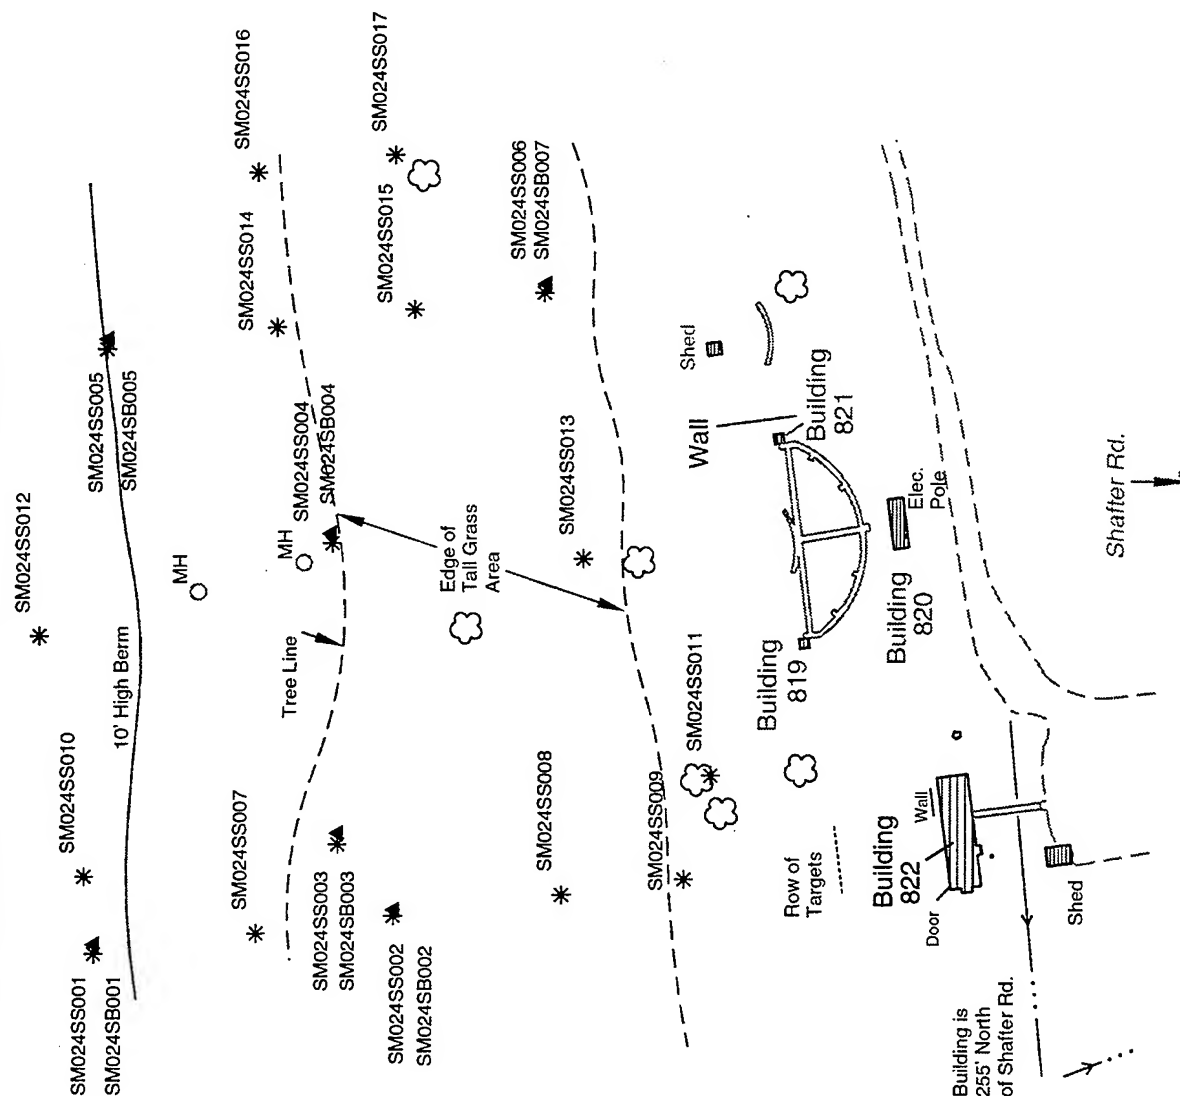 SM024SS016
SM024SS017
SM024SS014
SM024SS015
SM024SS006
SM024SB007
SM024SS005
SM024SB005
SM024SS012
MH
MH
SM024SS004
SM024SB004
SM024SS013
10' High Berm
Tree Line
Edge of
Tall Grass
Area
SM024SS010
SM024SS007
SM024SS001
SM024SB001
SM024SS003
SM024SB003
SM024SS002
SM024SB002
SM024SS008
SM024SS009
SM024SS011
Shed
Wall
Building
821
Elec.
Pole
Building
820
Building
819
Shafter Rd.
Row of
Targets
Wall
Building
822
Door
Shed
Building is
255' North
of Shafter Rd.